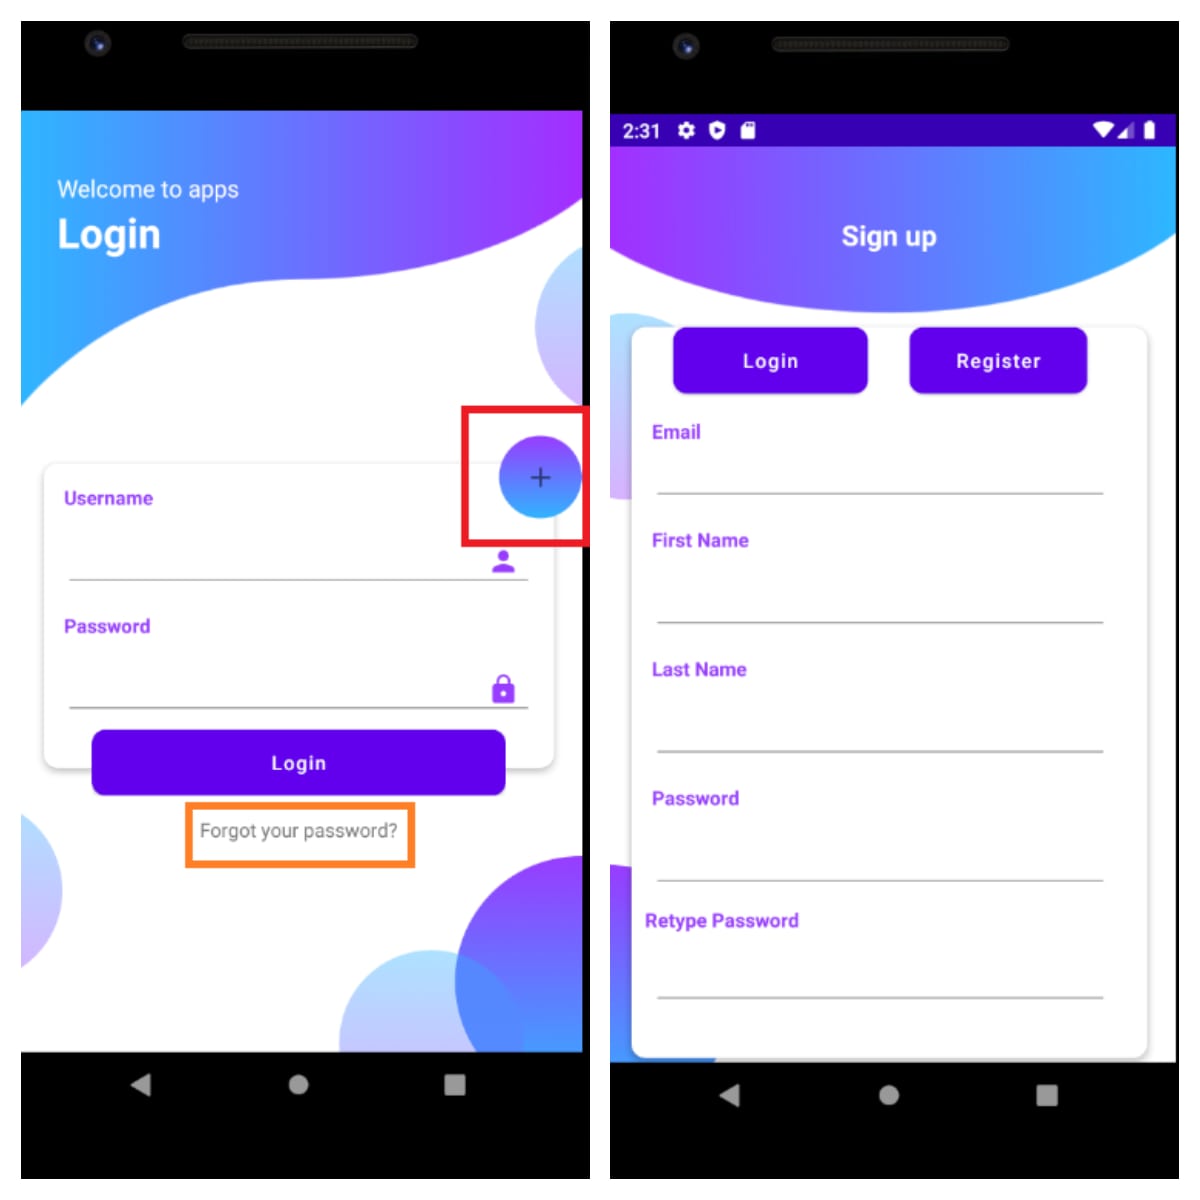 Welcome to apps
Login
Username
Password
Login
Forgot your password?
2:31
Sign up
Login
Register
Email
First Name
Last Name
Password
Retype Password